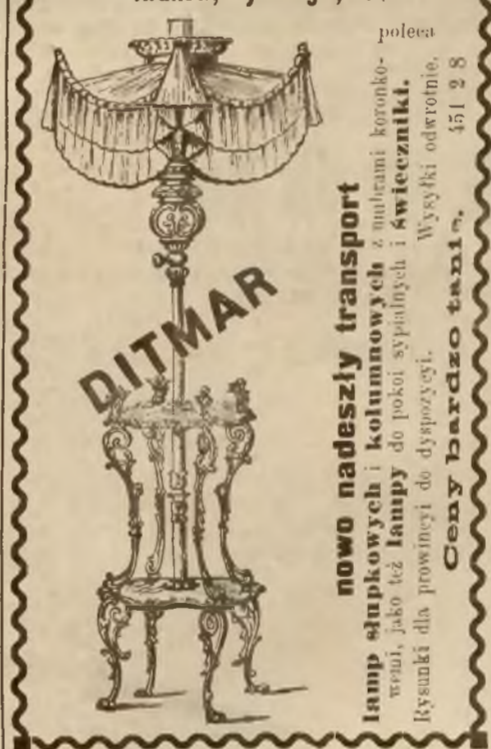 poleca
DITMAR
nowo nadeszły transport
lamp słupkowych i kolumnowych z umbrami koronko-
wemi, jako też lampy do pokoi sypialnych i świeczniki.
Rysunki dla prowincyi do dyspozycyi. Wysyłki odwrotnie.
Ceny bardzo tanie. 451 2 8